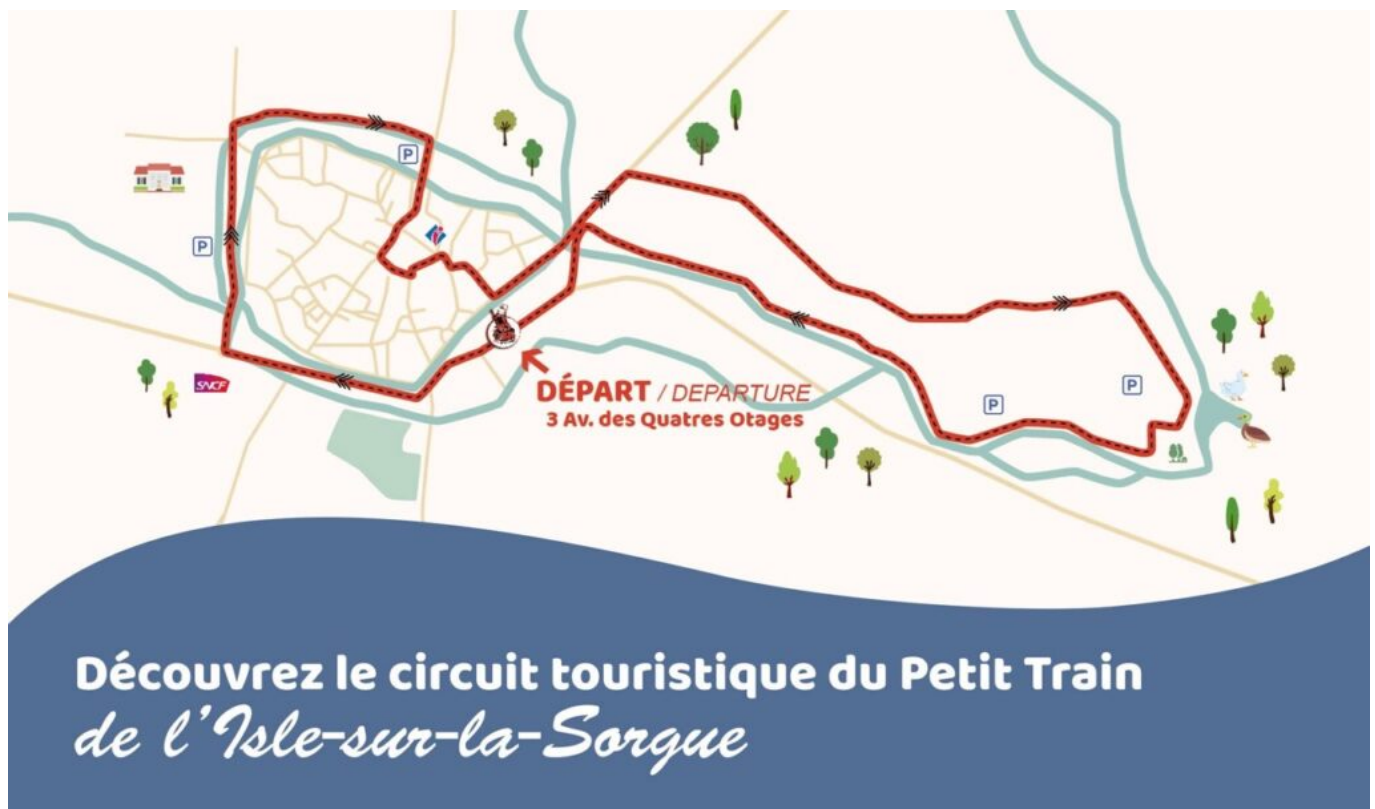 P
P
SNCF
P
P
DÉPART / DEPARTURE
3 Av. des Quatres Otages
Découvrez le circuit touristique du Petit Train
de l'Isle-sur-la-Sorgue